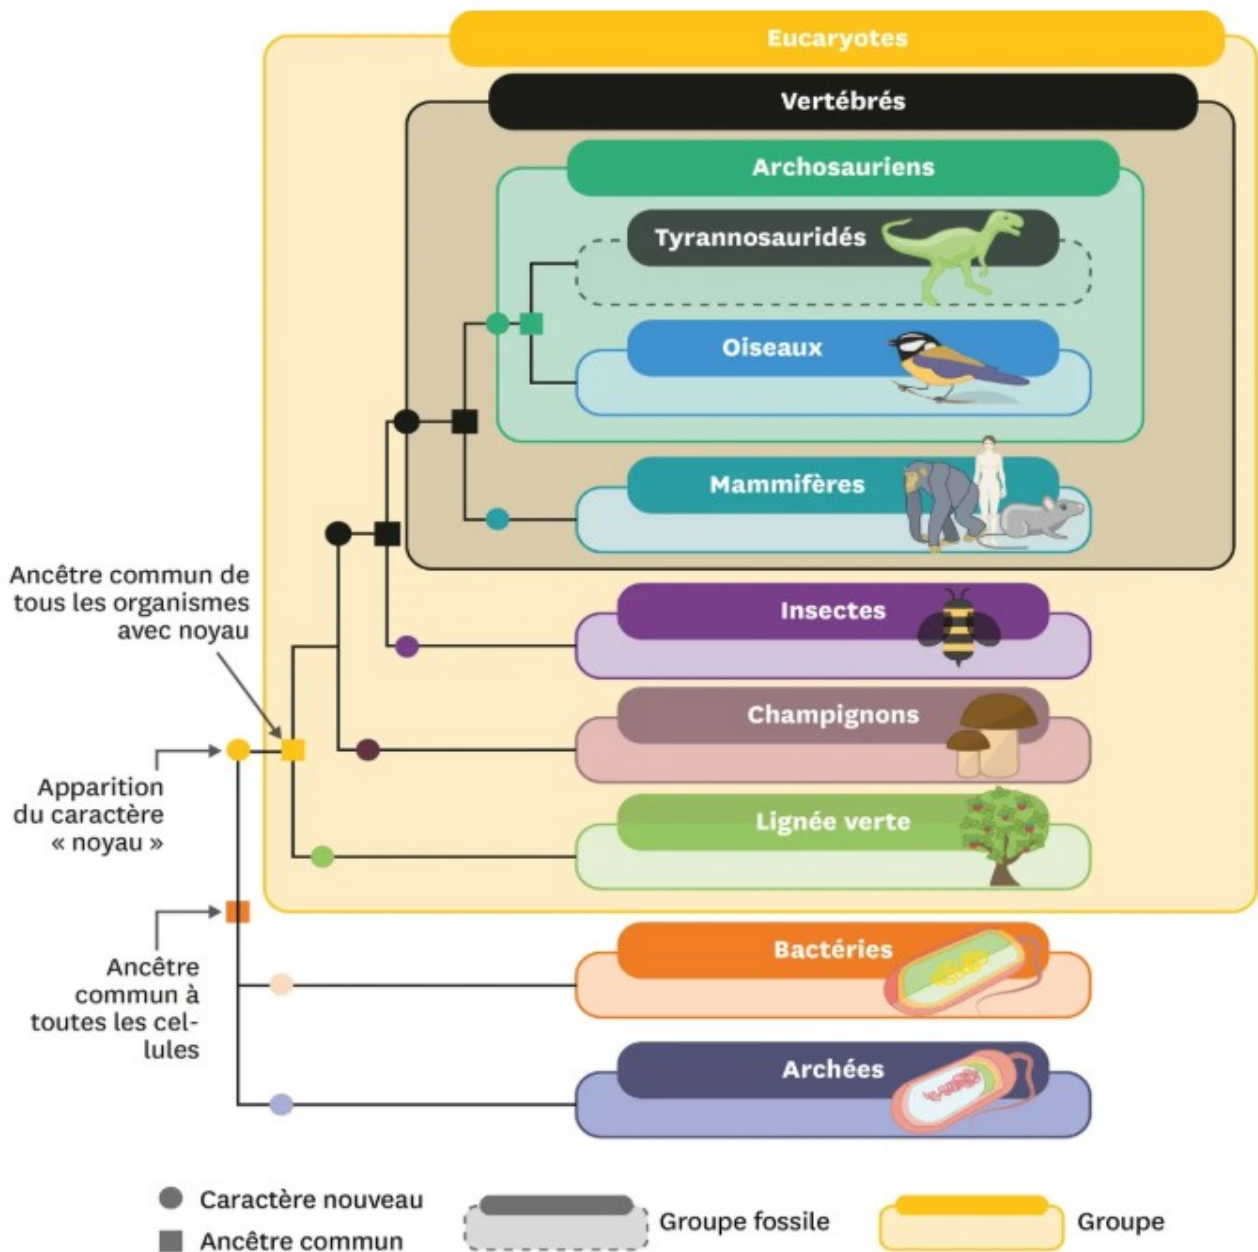 Eucaryotes
Vertébrés
Archosauriens
Tyrannosauridés
Oiseaux
Mammifères
Ancêtre commun de
tous les organismes
avec noyau
Insectes
Champignons
Apparition
du caractère
« noyau »
Lignée verte
Bactéries
Ancêtre
commun à
toutes les cel-
lules
Archées
Caractère nouveau
Ancêtre commun
Groupe fossile
Groupe